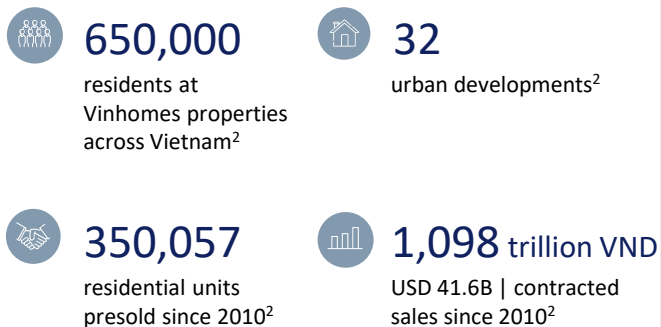 650,000
residents at
Vinhomes properties
across Vietnam²
32
urban developments²
350,057
residential units
presold since 2010²
1,098 trillion VND
USD 41.6B | contracted
sales since 2010²